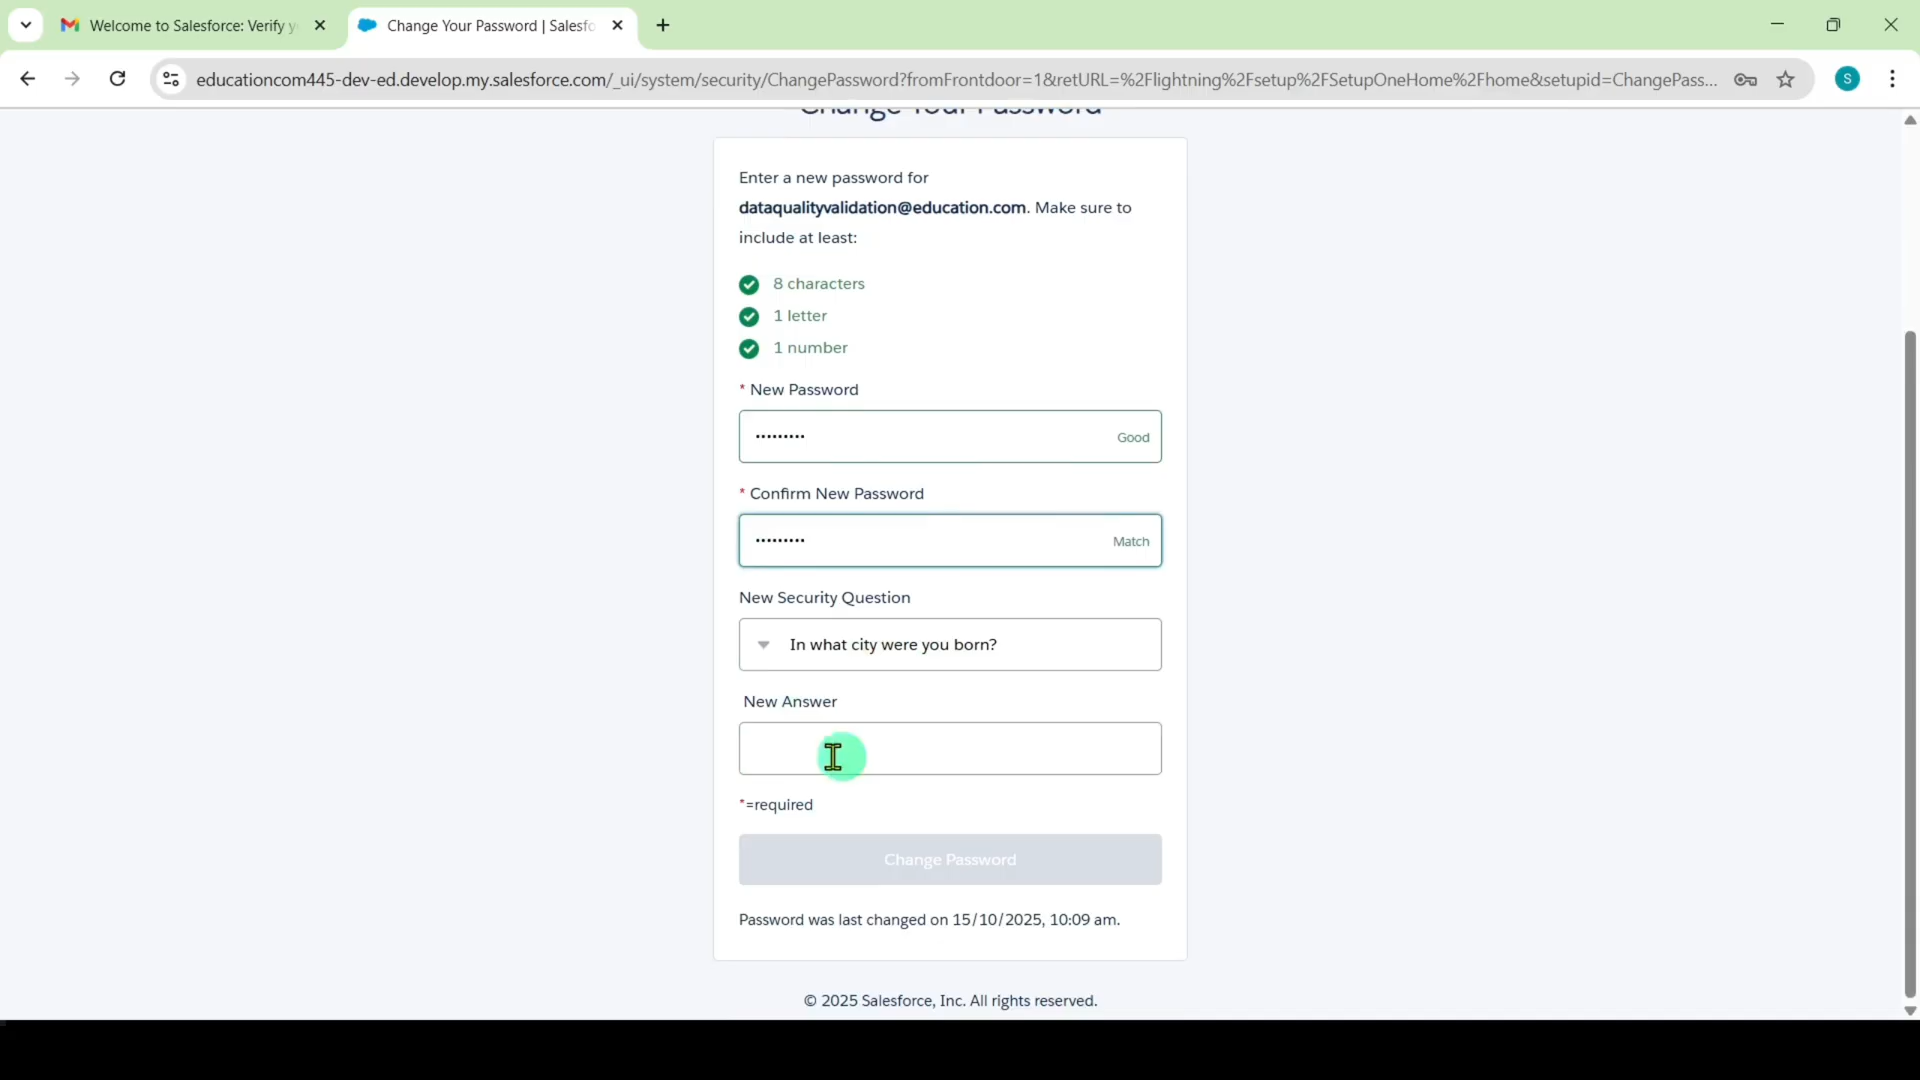 Welcome to Salesforce: Verify y
Change Your Password | Salesfo
educationcom445-dev-ed.develop.my.salesforce.com/_ui/system/security/ChangePassword?fromFrontdoor=1&retURL=%2Flightning%2Fsetup%2FSetupOneHome%2Fhome&setupid=ChangePass...
S
Change Your Password
Enter a new password for
dataqualityvalidation@education.com. Make sure to
include at least:
8 characters
1 letter
1 number
* New Password
Good
* Confirm New Password
Match
New Security Question
In what city were you born?
New Answer
*=required
Change Password
Password was last changed on 15/10/2025, 10:09 am.
© 2025 Salesforce, Inc. All rights reserved.